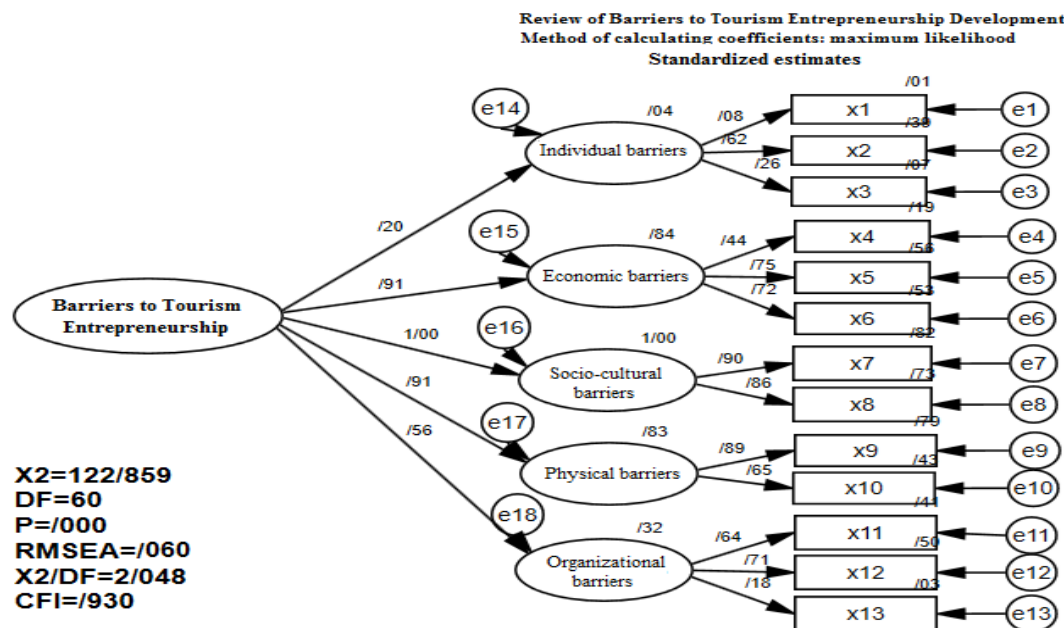 Review of Barriers to Tourism Entrepreneurship Development
Method of calculating coefficients: maximum likelihood
Standardized estimates
/01
e14
/04
/08
x1
e1
/38
/62
Individual barriers
x2
e2
/07
/26
x3
e3
/19
/20
e15
/84
/44
x4
e4
/56
/75
Economic barriers
x5
e5
/53
/91
/72
x6
e6
/82
Barriers to Tourism
Entrepreneurship
e16
1/00
1/00
/90
x7
e7
/73
Socio-cultural
barriers
/86
x8
e8
/79
/91
e17
/83
/89
x9
e9
/43
/56
Physical barriers
/65
x10
e10
/41
e18
/32
/64
x11
e11
/50
Organizational
barriers
/71
x12
e12
/03
/18
x13
e13
X2=122/859
DF=60
P=/000
RMSEA=/060
X2/DF=2/048
CFI=/930